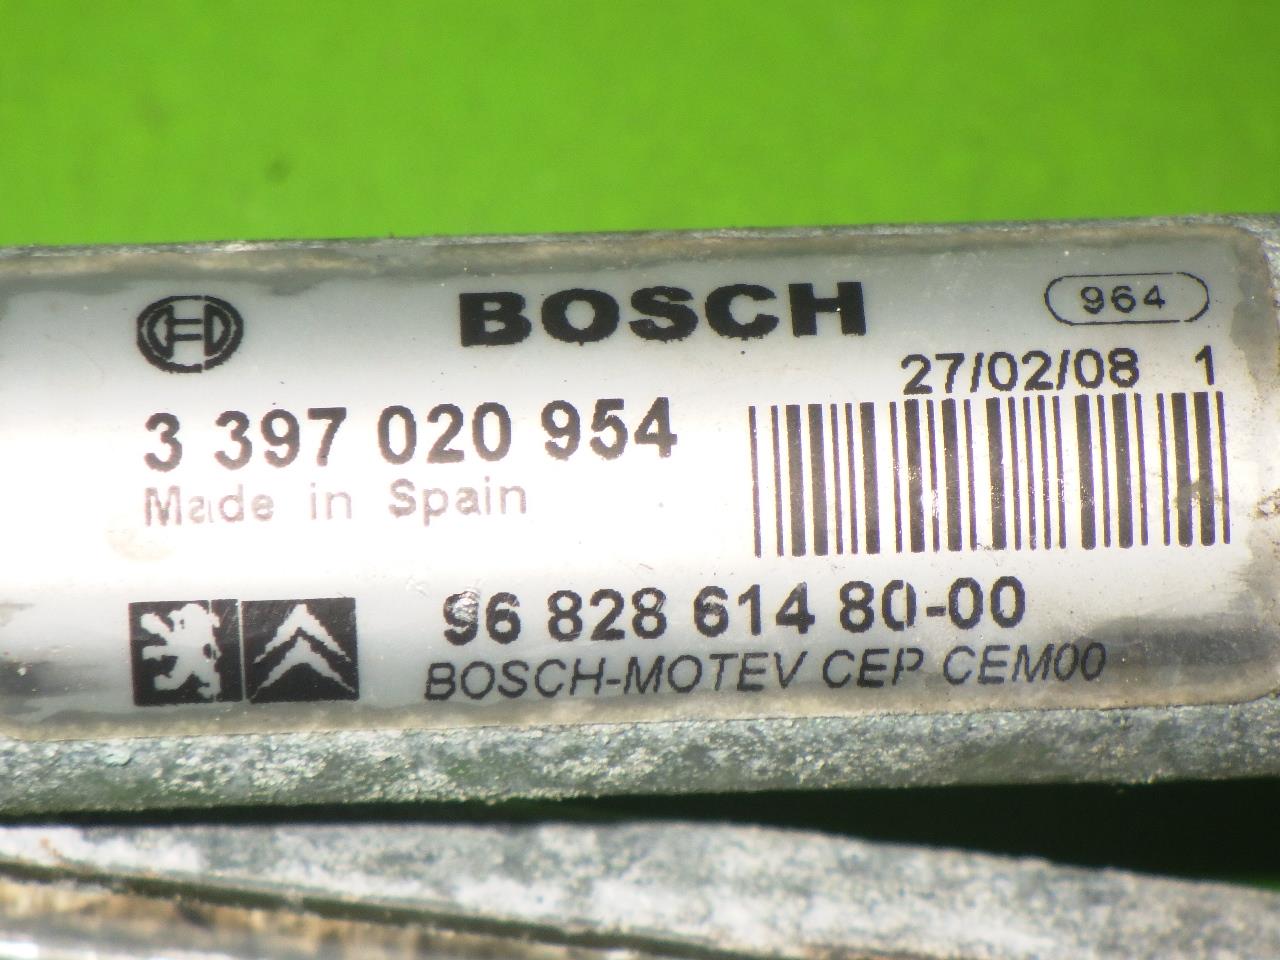 BOSCH
964
27/02/08 1
3 397 020 954
Made in Spain
96 828 614 80-00
BOSCH-MOTEV CEP CEM00